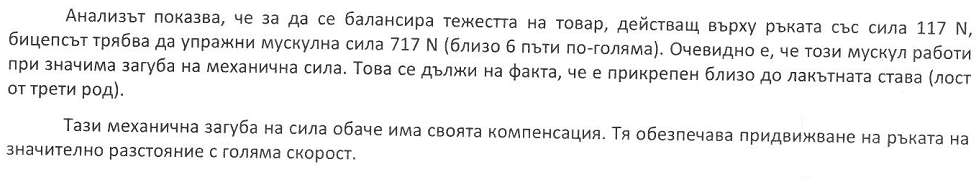 Анализът показва, че за да се балансира тежестта на товар, действащ върху ръката със сила 117 N,
бицепсът трябва да упражни мускулна сила 717 N (близо 6 пъти по-голяма). Очевидно е, че този мускул работи
при значима загуба на механична сила. Това се дължи на факта, че е прикрепен близо до лакътната става (лост
от трети род).
Тази механична загуба на сила обаче има своята компенсация. Тя обезпечава придвижване на ръката на
значително разстояние с голяма скорост.